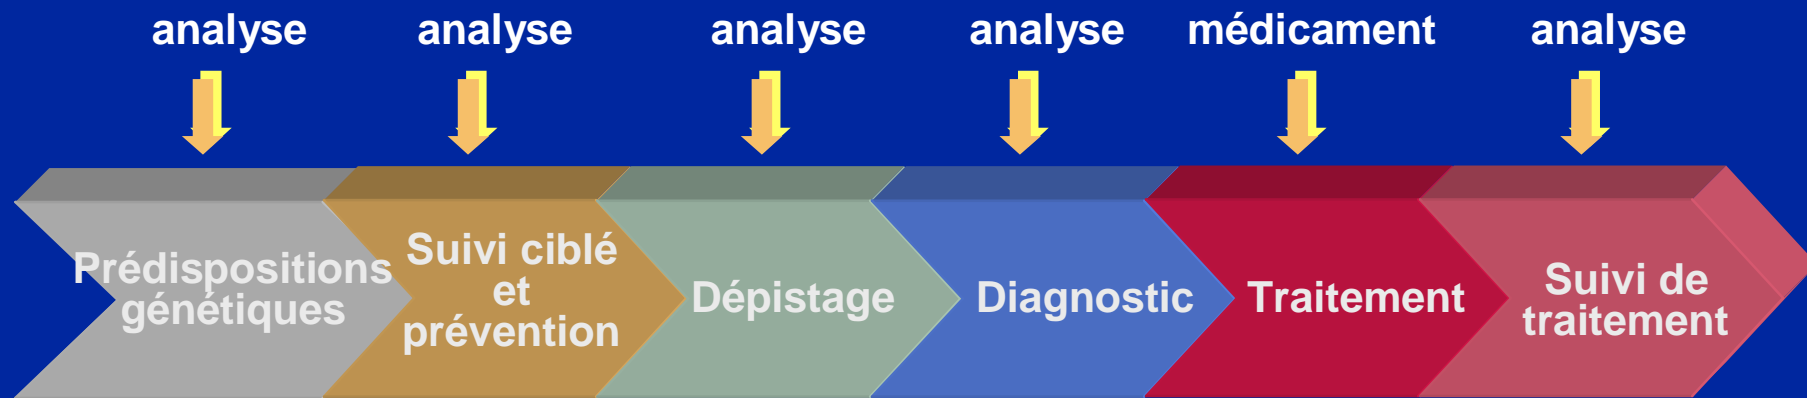 analyse analyse analyse analyse médicament analyse
Prédispositions
génétiques
Suivi ciblé
et
prévention
Dépistage
Diagnostic
Traitement
Suivi de
traitement